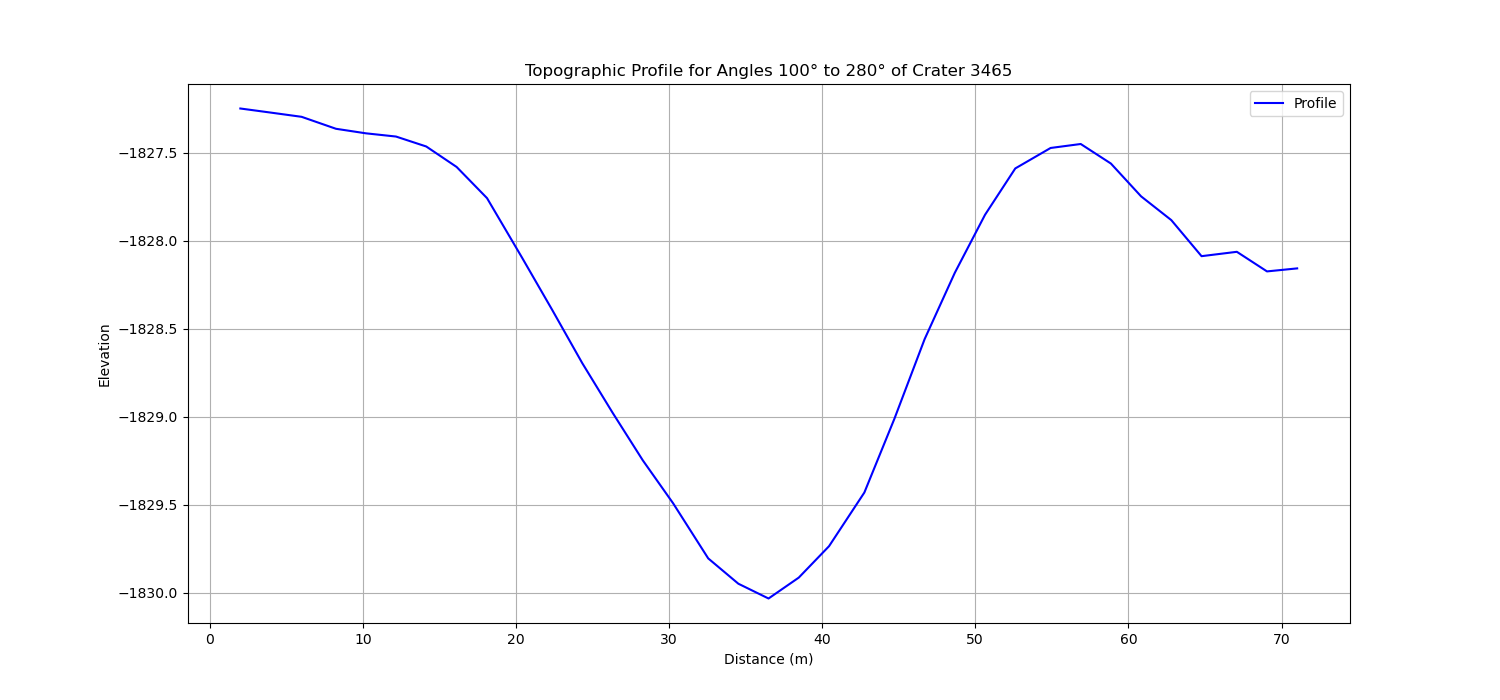 Topographic Profile for Angles 100° to 280° of Crater 3465
Profile
−1827.5
−1828.0
−1828.5
−1829.0
−1829.5
−1830.0
Elevation
0 10 20 30 40 50 60 70
Distance (m)